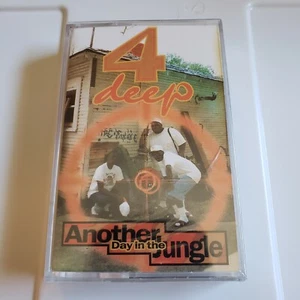 4
deep
Another
Day in the
Jungle